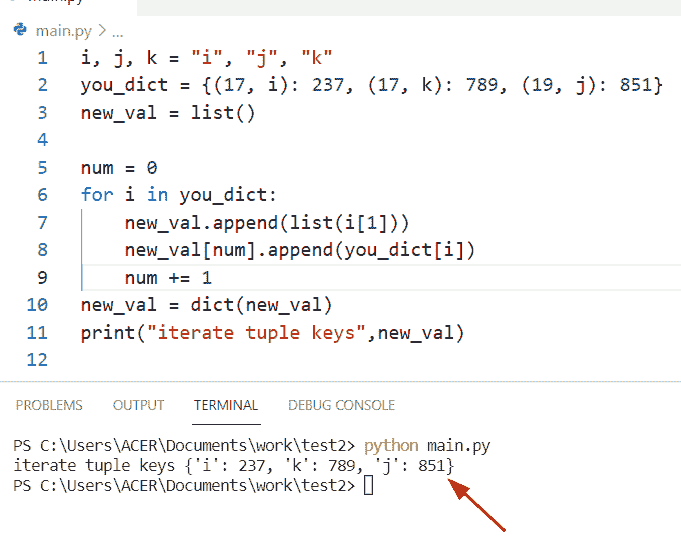 main.py
main.py > ...
1 i, j, k = "i", "j", "k"
2 you_dict = {(17, i): 237, (17, k): 789, (19, j): 851}
3 new_val = list()
4
5 num = 0
6 for i in you_dict:
7     new_val.append(list(i[1]))
8     new_val[num].append(you_dict[i])
9     num += 1
10 new_val = dict(new_val)
11 print("iterate tuple keys",new_val)
12
PROBLEMS OUTPUT TERMINAL DEBUG CONSOLE
PS C:\Users\ACER\Documents\work\test2> python main.py
iterate tuple keys {'i': 237, 'k': 789, 'j': 851}
PS C:\Users\ACER\Documents\work\test2>